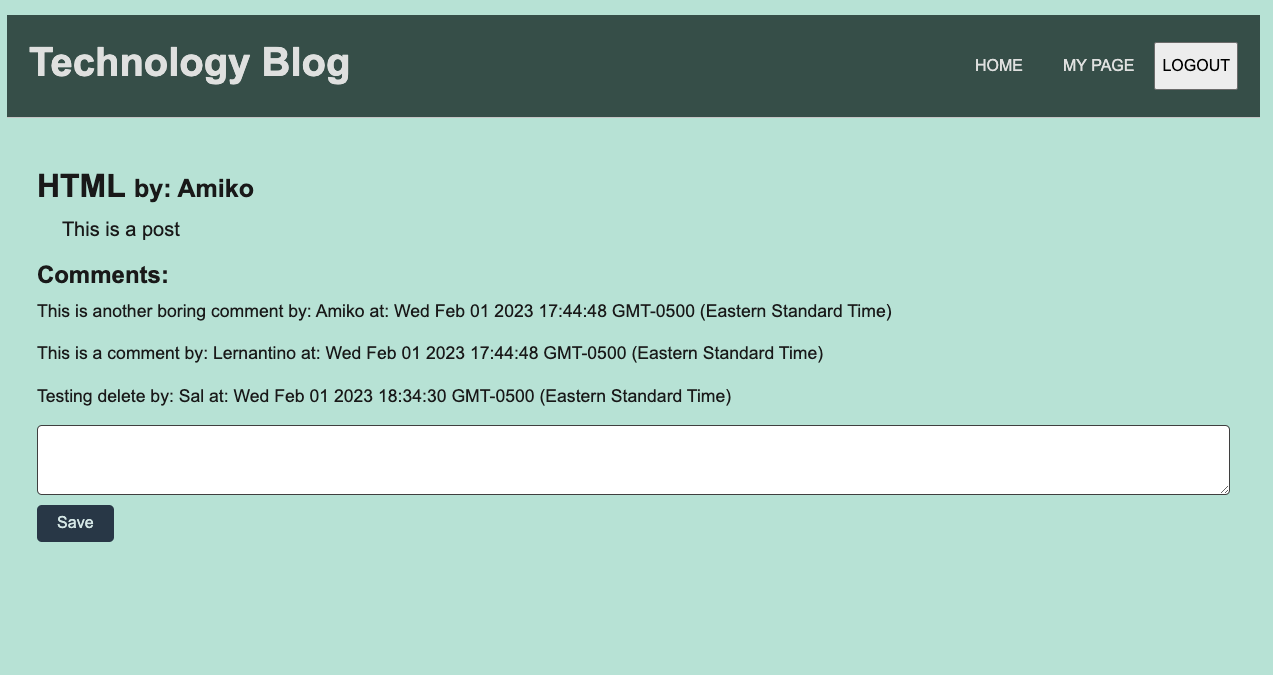 Technology Blog
HOME
MY PAGE
LOGOUT
HTML by: Amiko
This is a post
Comments:
This is another boring comment by: Amiko at: Wed Feb 01 2023 17:44:48 GMT-0500 (Eastern Standard Time)
This is a comment by: Lernantino at: Wed Feb 01 2023 17:44:48 GMT-0500 (Eastern Standard Time)
Testing delete by: Sal at: Wed Feb 01 2023 18:34:30 GMT-0500 (Eastern Standard Time)
Save